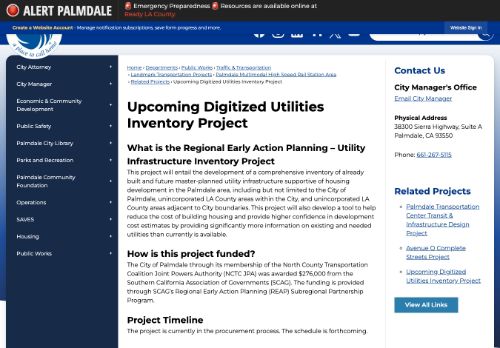 ALERT PALMDALE
🚨 Emergency Preparedness 🚨 Resources are available online at
Ready LA County.
Create a Website Account - Manage notification subscriptions, save form progress and more.
Website Sign In
a place to call home
City Attorney
City Manager
Economic & Community
Development
Public Safety
Palmdale City Library
Parks and Recreation
Palmdale Community
Foundation
Operations
SAVES
Housing
Public Works
Home › Departments › Public Works › Traffic & Transportation
› Landmark Transportation Projects › Palmdale Multimodal High Speed Rail Station Area
› Related Projects › Upcoming Digitized Utilities Inventory Project
Upcoming Digitized Utilities
Inventory Project
What is the Regional Early Action Planning – Utility
Infrastructure Inventory Project
This project will entail the development of a comprehensive inventory of already
built and future master-planned utility infrastructure supportive of housing
development in the Palmdale area, including but not limited to the City of
Palmdale, unincorporated LA County areas within the City, and unincorporated LA
County areas adjacent to City boundaries. This project will also develop a tool to help
reduce the cost of building housing and provide higher confidence in development
cost estimates by providing significantly more information on existing and needed
utilities than currently is available.
How is this project funded?
The City of Palmdale through its membership of the North County Transportation
Coalition Joint Powers Authority (NCTC JPA) was awarded $276,000 from the
Southern California Association of Governments (SCAG). The funding is provided
through SCAG's Regional Early Action Planning (REAP) Subregional Partnership
Program.
Project Timeline
The project is currently in the procurement process. The schedule is forthcoming.
Contact Us
City Manager's Office
Email City Manager
Physical Address
38300 Sierra Highway, Suite A
Palmdale, CA 93550
Phone: 661-267-5115
Related Projects
Palmdale Transportation
Center Transit &
Infrastructure Design
Project
Avenue Q Complete
Streets Project
Upcoming Digitized
Utilities Inventory Project
View All Links